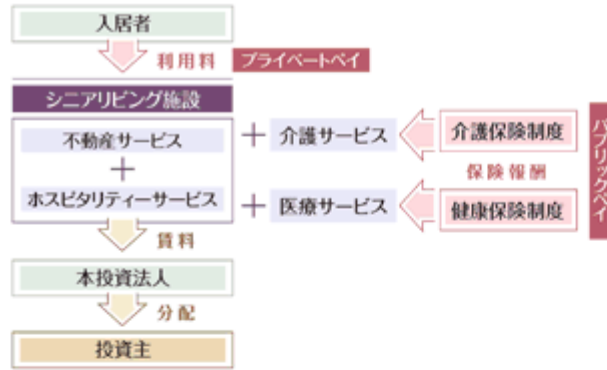 入居者
利用料
プライベートペイ
シニアリビング施設
不動産サービス
+
ホスピタリティーサービス
+
介護サービス
+
医療サービス
介護保険制度
保険報酬
健康保険制度
パブリックペイ
賃料
本投資法人
分配
投資主